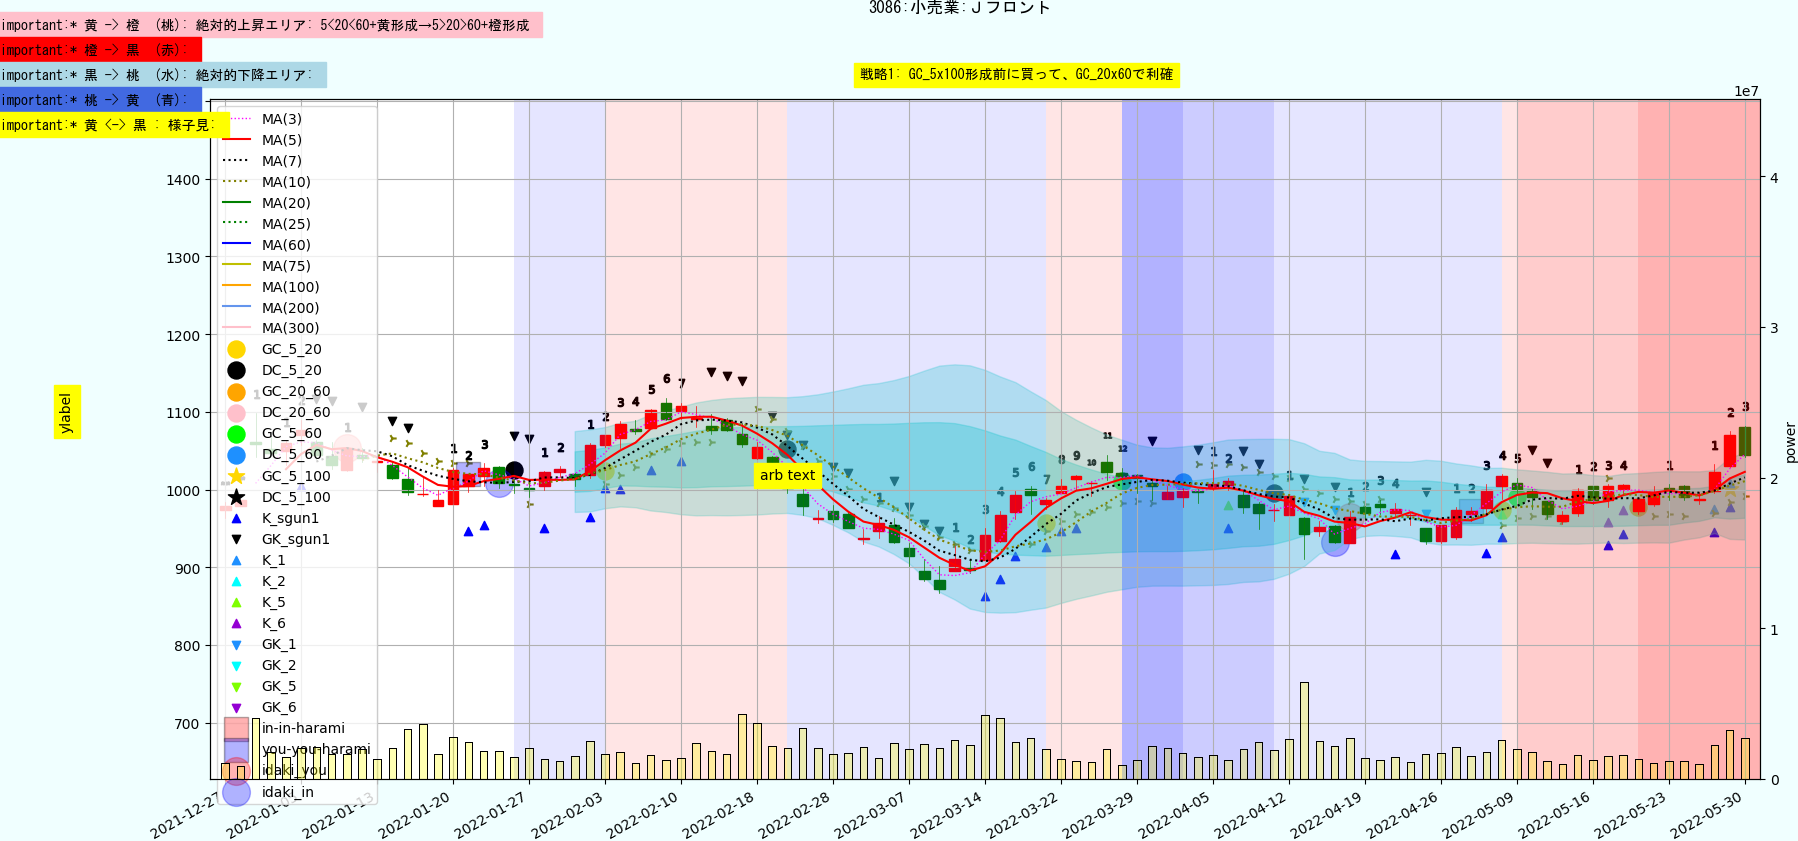 3086:小売業:Jフロント
important:* 黄 -> 橙 (桃): 絶対的上昇エリア: 5<20<60+黄形成→5>20>60+橙形成
important:* 橙 -> 黒 (赤):
important:* 黒 -> 桃 (水): 絶対的下降エリア:
戦略1: GC_5x100形成前に買って、GC_20x60で利確
important:* 桃 -> 黄 (青):
important:* 黄 <-> 黒 : 様子見:
1e7
MA(3)
MA(5)
MA(7)
MA(10)
MA(20)
MA(25)
MA(60)
MA(75)
MA(100)
MA(200)
MA(300)
GC_5_20
DC_5_20
GC_20_60
DC_20_60
GC_5_60
DC_5_60
GC_5_100
DC_5_100
K_sgun1
GK_sgun1
K_1
K_2
K_5
K_6
GK_1
GK_2
GK_5
GK_6
in-in-harami
you-you-harami
idaki_you
idaki_in
1400
1300
1200
1100
1000
900
800
700
ylabel
arb text
4
3
2
1
0
power
2021-12-27
2022-01-13
2022-01-20
2022-01-27
2022-02-03
2022-02-10
2022-02-18
2022-02-28
2022-03-07
2022-03-14
2022-03-22
2022-03-29
2022-04-05
2022-04-12
2022-04-19
2022-04-26
2022-05-09
2022-05-16
2022-05-23
2022-05-30